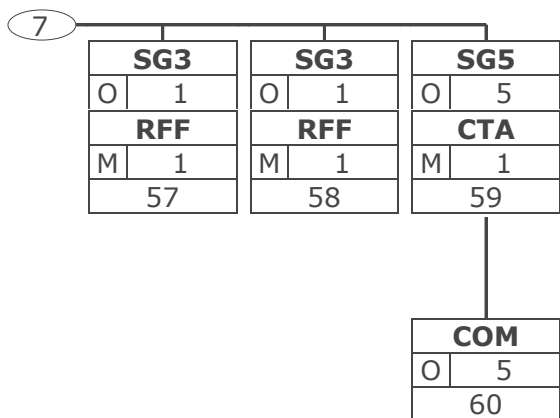 7
SG3 SG3 SG5
O 1 O 1 O 5
RFF RFF CTA
M 1 M 1 M 1
57 58 59
COM
O 5
60